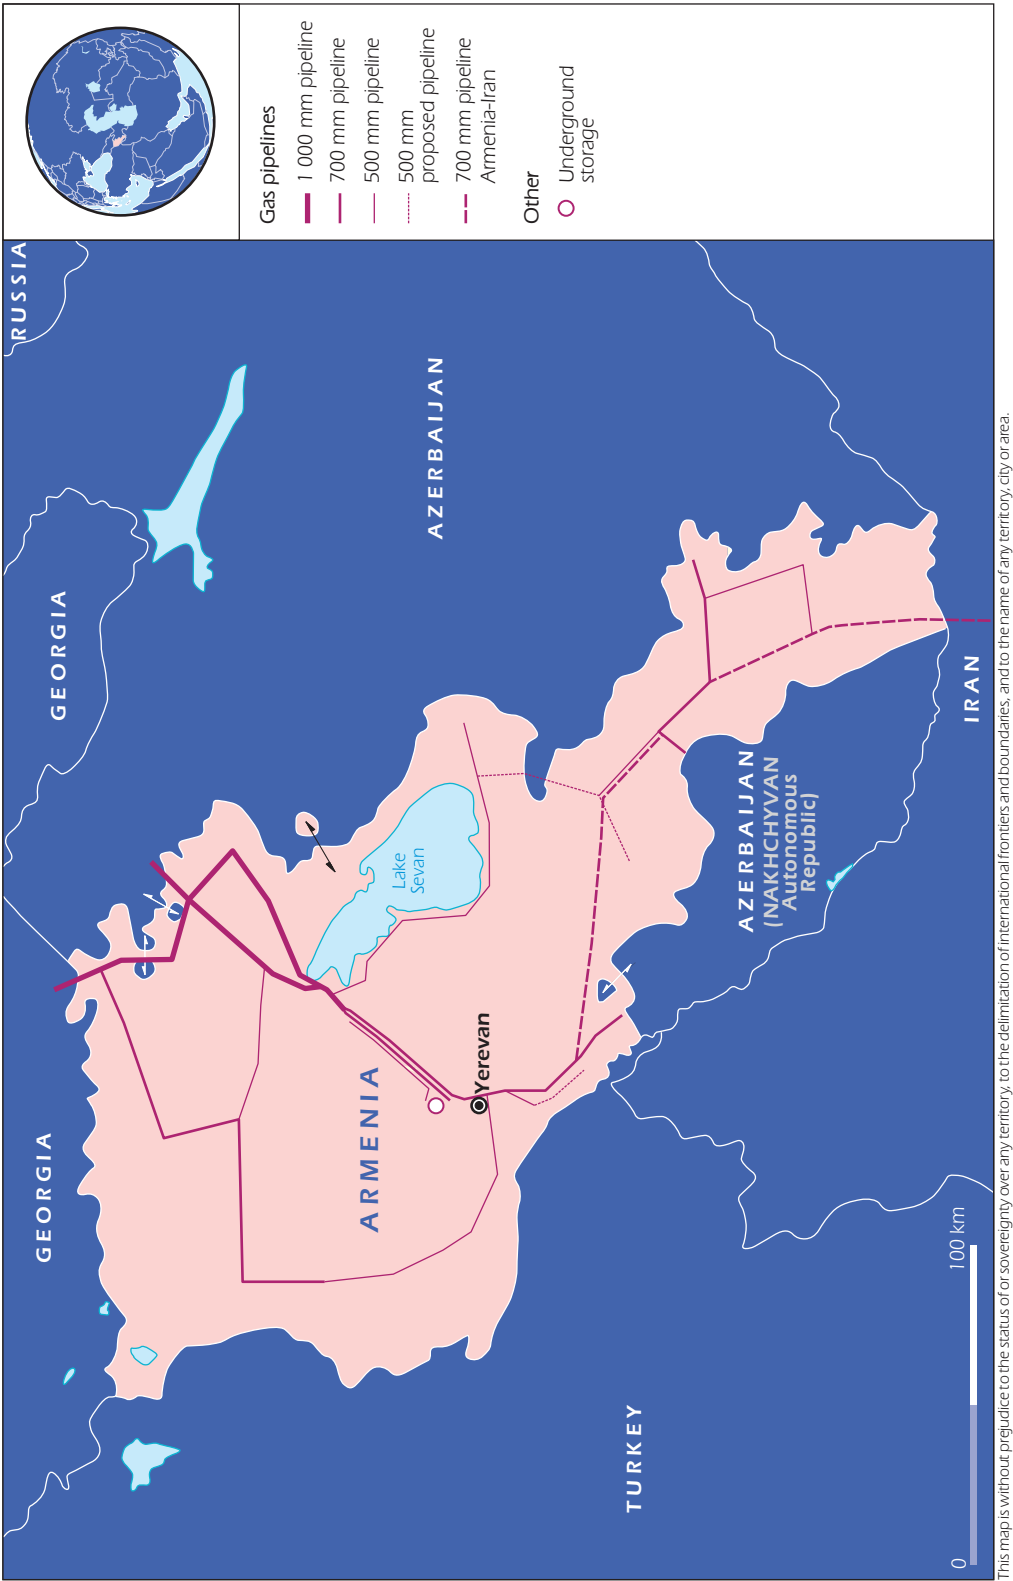 RUSSIA
GEORGIA
GEORGIA
AZERBAIJAN
ARMENIA
Lake
Sevan
Yerevan
AZERBAIJAN
(NAKHCHYVAN
Autonomous
Republic)
IRAN
TURKEY
0
100 km
Gas pipelines
1 000 mm pipeline
700 mm pipeline
500 mm pipeline
500 mm
proposed pipeline
700 mm pipeline
Armenia-Iran
Other
Underground
storage
This map is without prejudice to the status of or sovereignty over any territory, to the delimitation of international frontiers and boundaries, and to the name of any territory, city or area.